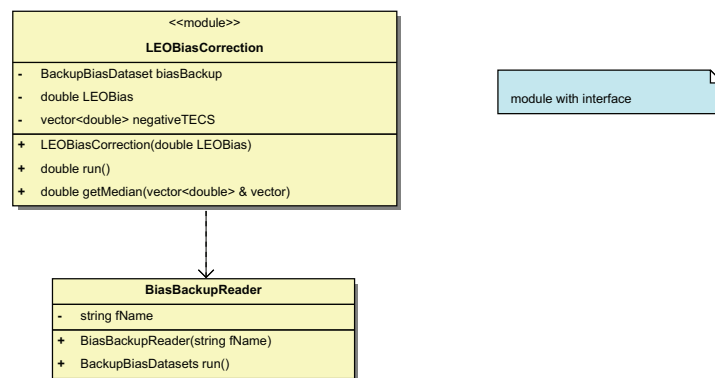 <<module>>
LEOBiasCorrection
- BackupBiasDataset biasBackup
- double LEOBias
- vector<double> negativeTECS
+ LEOBiasCorrection(double LEOBias)
+ double run()
+ double getMedian(vector<double> & vector)
module with interface
BiasBackupReader
- string fName
+ BiasBackupReader(string fName)
+ BackupBiasDatasets run()